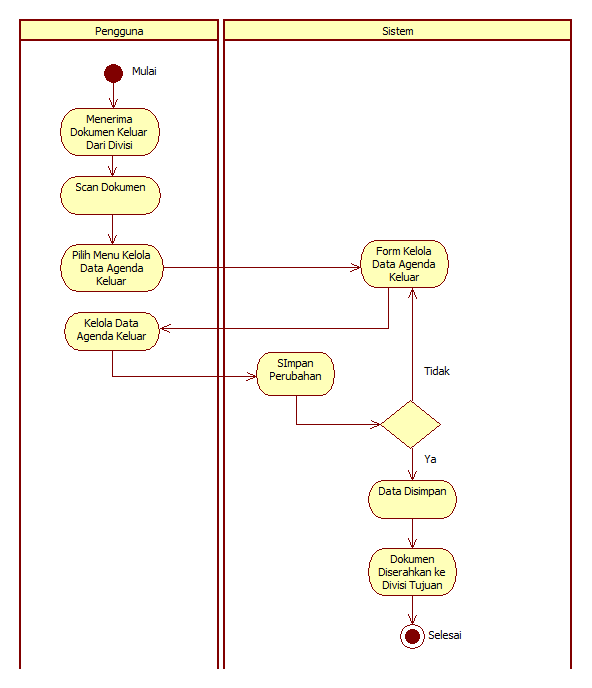 Pengguna
Sistem
Mulai
Menerima
Dokumen Keluar
Dari Divisi
Scan Dokumen
Pilih Menu Kelola
Data Agenda
Keluar
Form Kelola
Data Agenda
Keluar
Kelola Data
Agenda Keluar
SImpan
Perubahan
Tidak
Ya
Data Disimpan
Dokumen
Diserahkan ke
Divisi Tujuan
Selesai